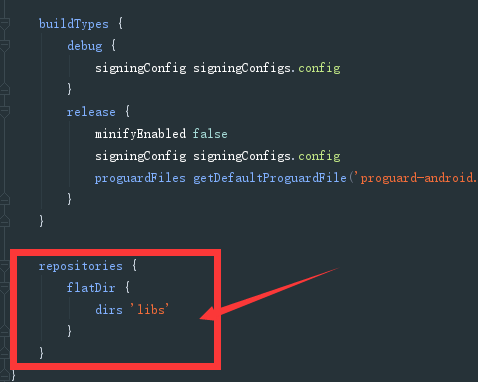 buildTypes {
debug {
signingConfig signingConfigs.config
}
release {
minifyEnabled false
signingConfig signingConfigs.config
proguardFiles getDefaultProguardFile('proguard-android.
}
}
repositories {
flatDir {
dirs 'libs'
}
}
}